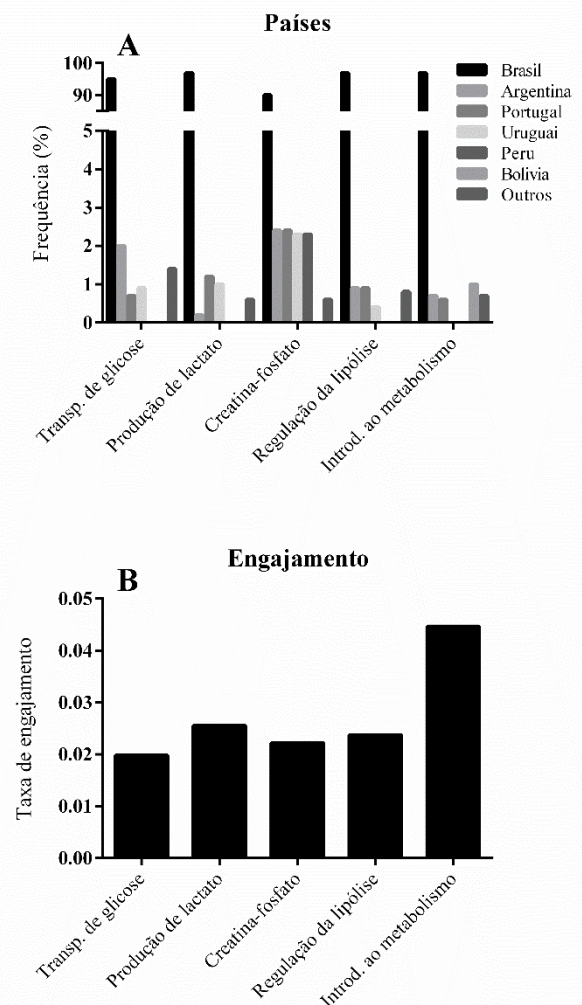 Países
A
Frequência (%)
100
90
5
4
3
2
1
0
Brasil
Argentina
Portugal
Uruguai
Peru
Bolivia
Outros
Transp. de glicose
Produção de lactato
Creatina-fosfato
Regulação da lipólise
Introd. ao metabolismo
Engajamento
B
Taxa de engajamento
0.05
0.04
0.03
0.02
0.01
0.00
Transp. de glicose
Produção de lactato
Creatina-fosfato
Regulação da lipólise
Introd. ao metabolismo